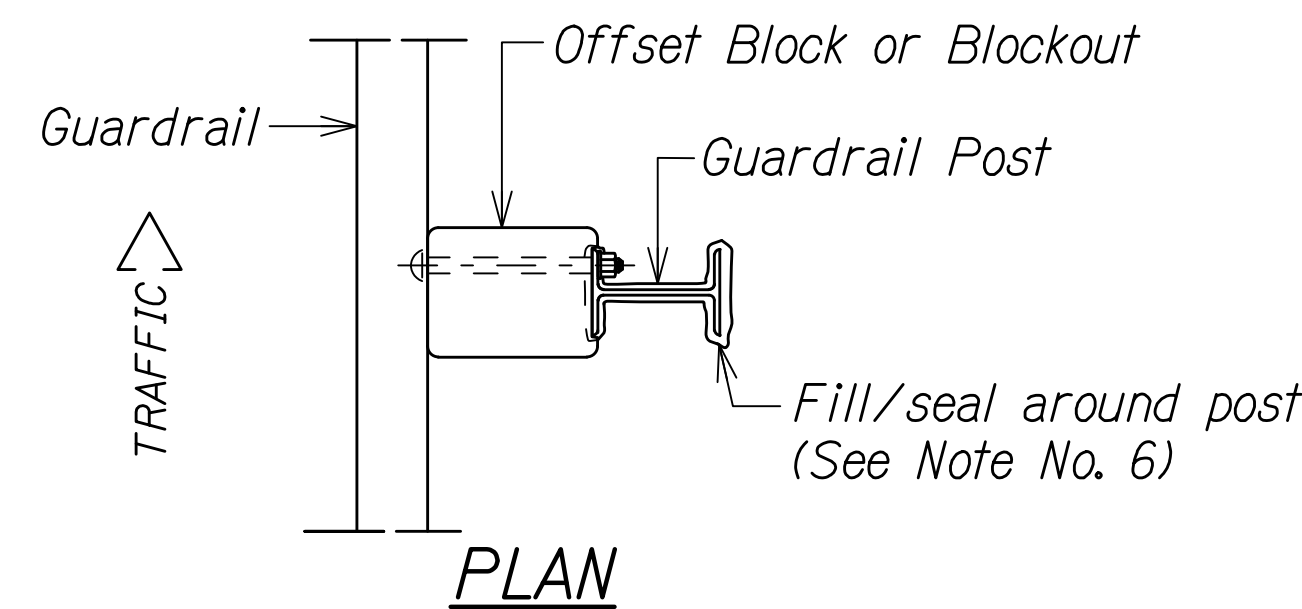 Offset Block or Blockout
Guardrail
Guardrail Post
TRAFFIC
Fill/seal around post
(See Note No. 6)
PLAN